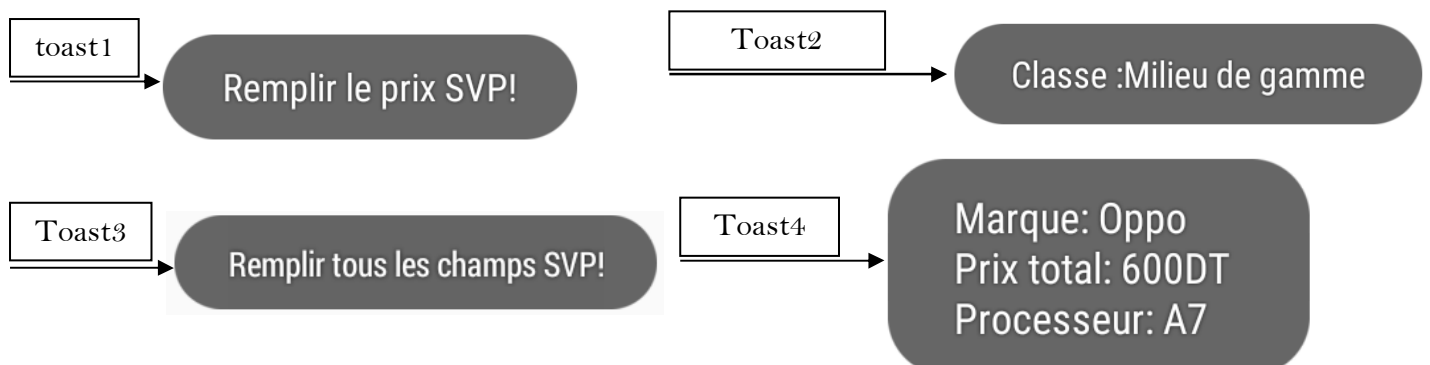 toast1
Remplir le prix SVP!
Toast2
Classe :Milieu de gamme
Toast3
Remplir tous les champs SVP!
Toast4
Marque: Oppo
Prix total: 600DT
Processeur: A7